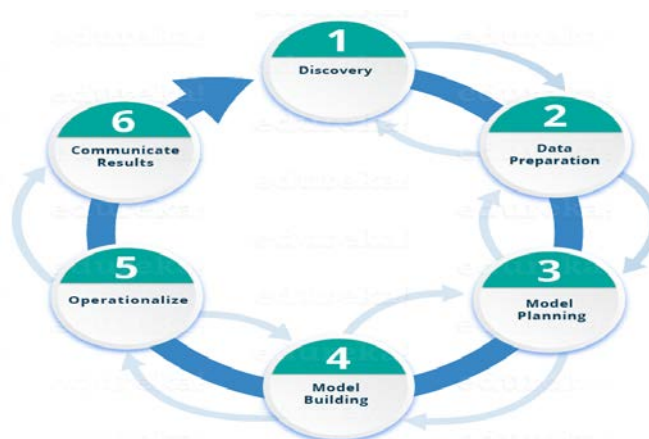 1
Discovery
2
Data
Preparation
3
Model
Planning
4
Model
Building
5
Operationalize
6
Communicate
Results